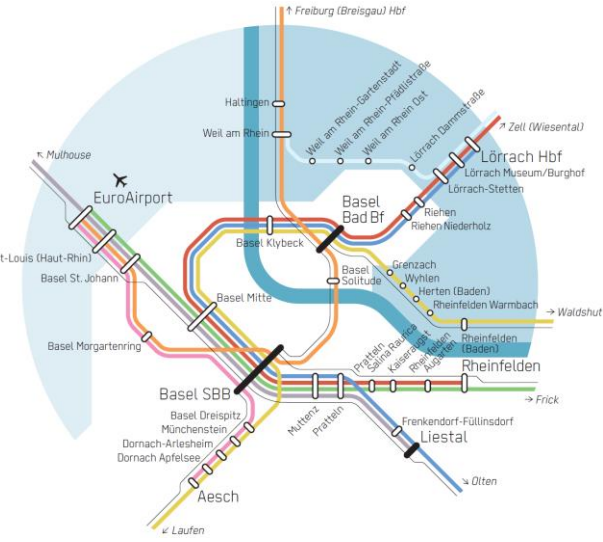 ↑ Freiburg (Breisgau) Hbf
Haltingen
Weil am Rhein
Weil am Rhein-Gartenstadt
Weil am Rhein-Pfädlistraße
Weil am Rhein Ost
Lörrach Dammstraße
↗ Zell (Wiesental)
Lörrach Hbf
Lörrach Museum/Burghof
Lörrach-Stetten
Riehen
Riehen Niederholz
↖ Mulhouse
EuroAirport
t-Louis (Haut-Rhin)
Basel St. Johann
Basel Morgartenring
Basel Klybeck
Basel
Bad Bf
Basel
Solitude
Basel Mitte
Grenzach
Wyhlen
Herten (Baden)
Rheinfelden Warmbach
→ Waldshut
Rheinfelden
(Baden)
Basel SBB
Muttenz
Pratteln
Pratteln
Salina Raurica
Kaiseraugst
Rheinfelden
Augarten
Rheinfelden
→ Frick
Frenkendorf-Füllinsdorf
Liestal
↘ Olten
Basel Dreispitz
Münchenstein
Dornach-Arlesheim
Dornach Apfelsee
Aesch
↙ Laufen